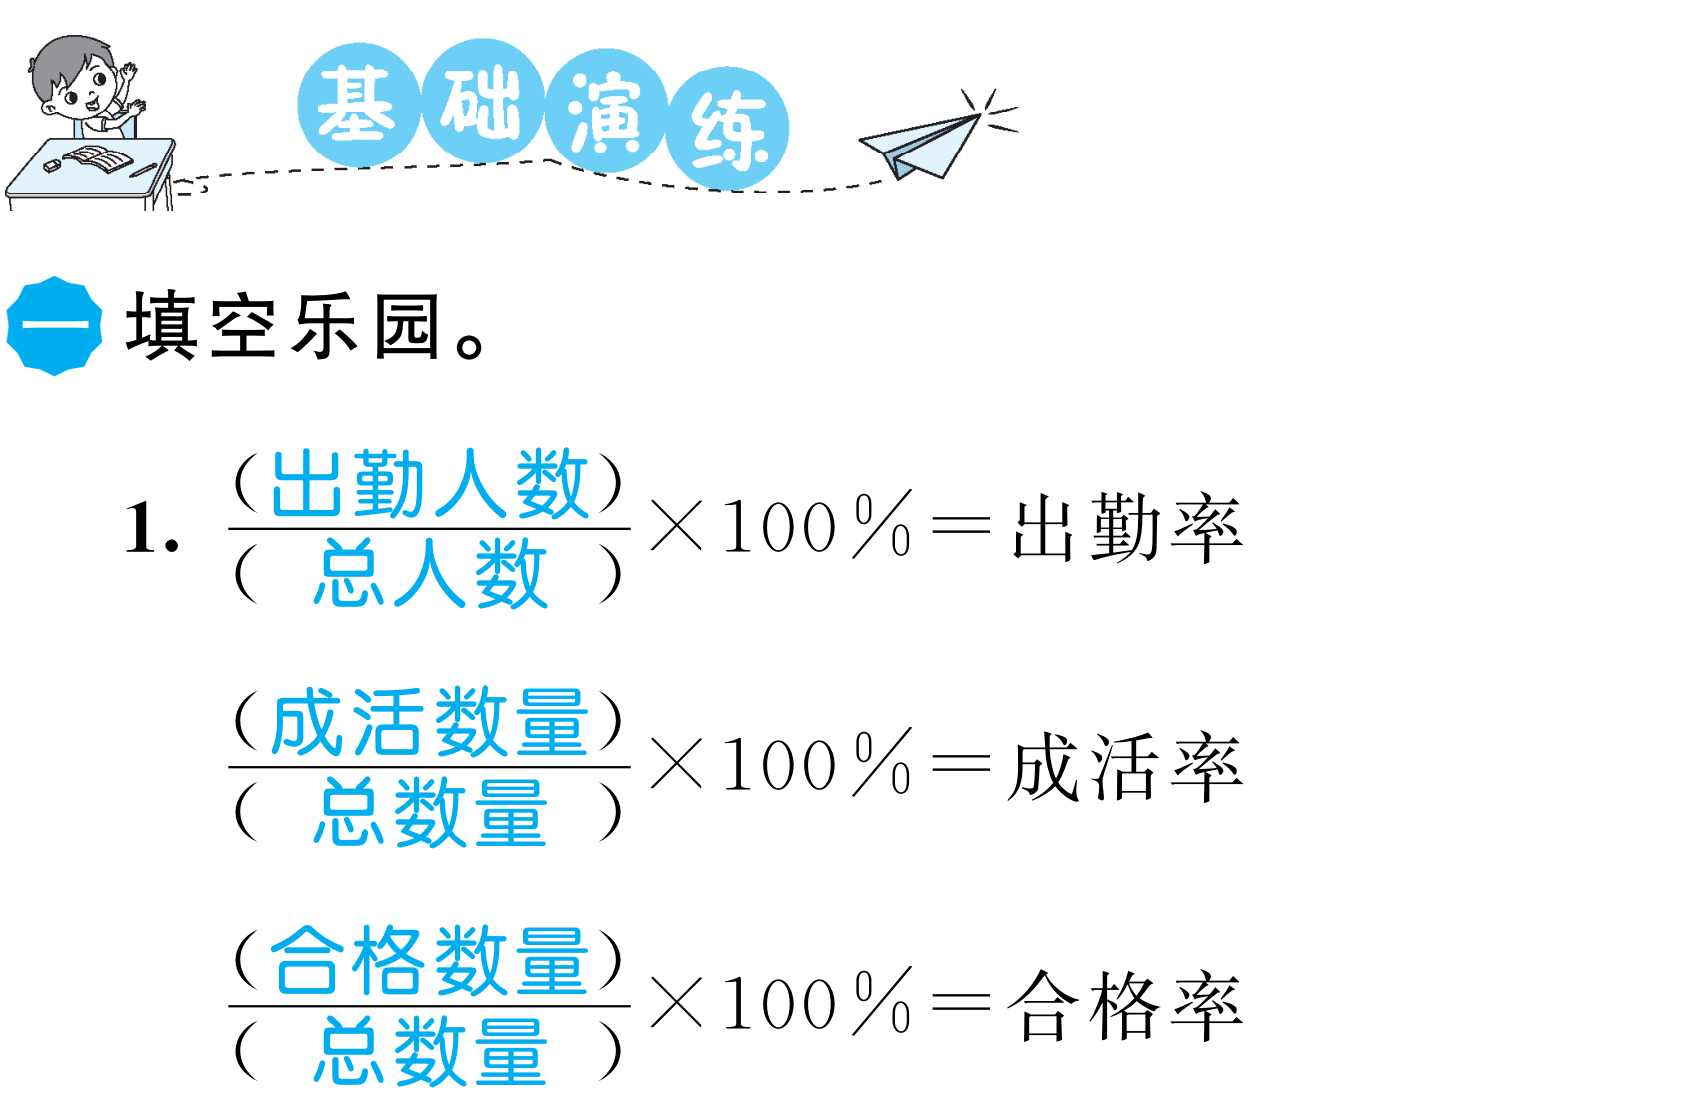 基础演练
一 填空乐园。
1. (出勤人数)/(总人数)×100%=出勤率
(成活数量)/(总数量)×100%=成活率
(合格数量)/(总数量)×100%=合格率